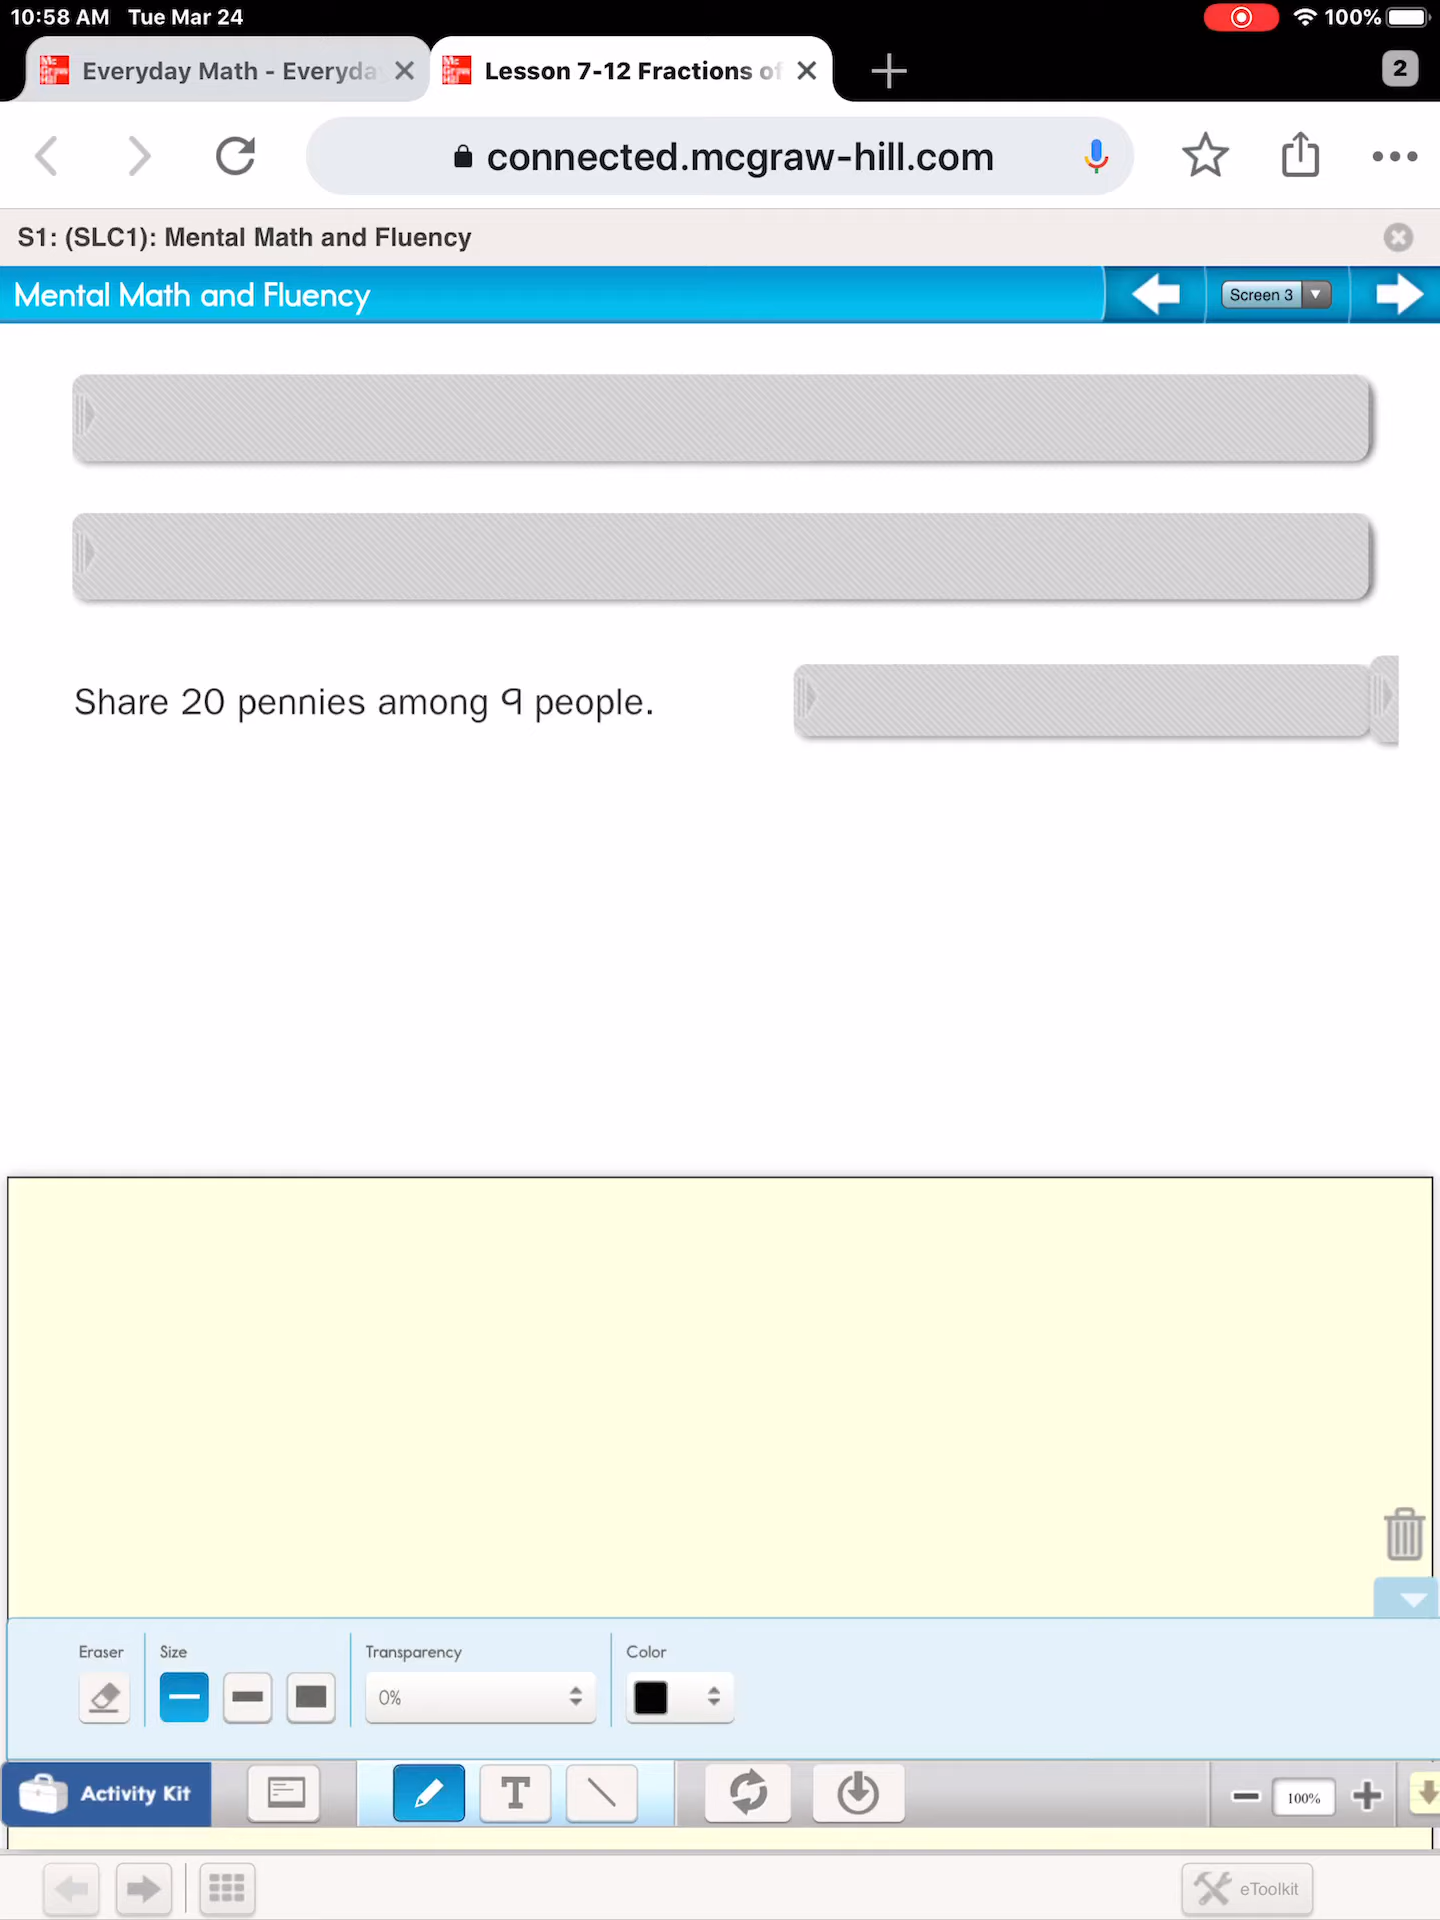 10:58 AM Tue Mar 24
100%
Everyday Math - Everyda
Lesson 7-12 Fractions of
2
connected.mcgraw-hill.com
S1: (SLC1): Mental Math and Fluency
Mental Math and Fluency
Screen 3
Share 20 pennies among 9 people.
Eraser
Size
Transparency
Color
0%
Activity Kit
T
100%
eToolkit